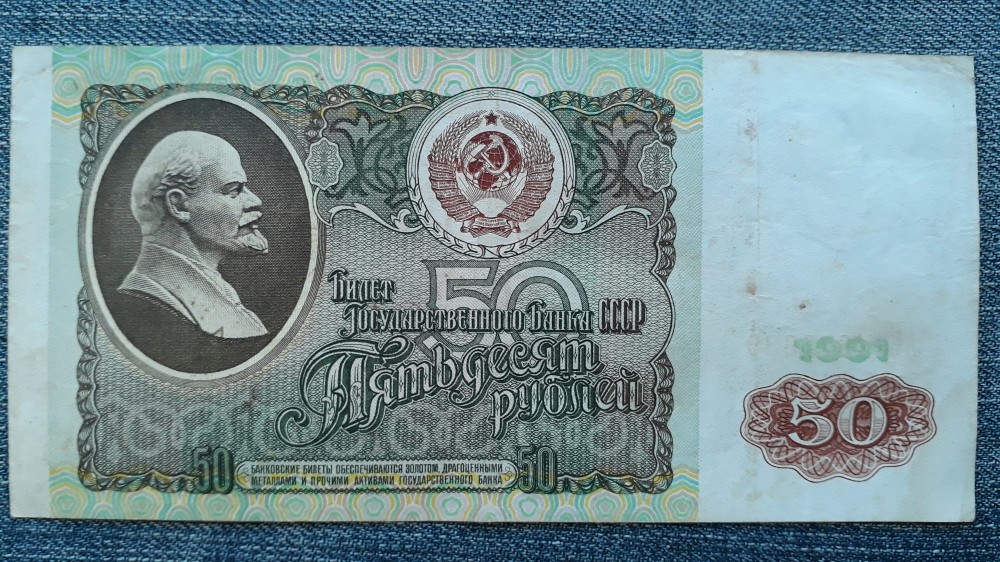 50
Билет
Государственного Банка СССР
Пятьдесят
рублей
1991
50
50
БАНКОВСКИЕ БИЛЕТЫ ОБЕСПЕЧИВАЮТСЯ ЗОЛОТОМ, ДРАГОЦЕННЫМИ
МЕТАЛЛАМИ И ПРОЧИМИ АКТИВАМИ ГОСУДАРСТВЕННОГО БАНКА
50